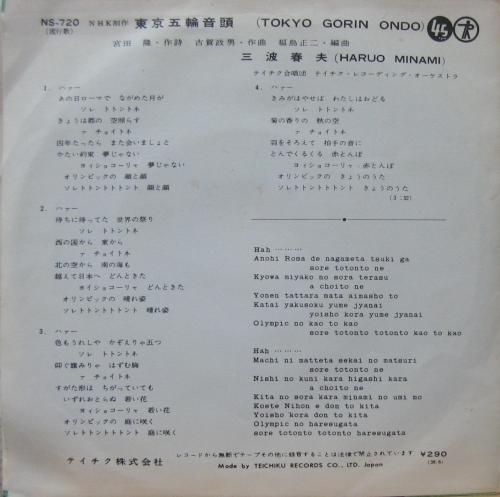 NS-720 NHK制作 東京五輪音頭 (TOKYO GORIN ONDO) 45
(流行歌)
宮田 隆・作詩 古賀政男・作曲 福島正二・編曲
三波春夫 (HARUO MINAMI)
テイチク合唱団 テイチク・レコーディング・オーケストラ
1. ハァー
あの日ローマで ながめた月が
ソレ トトントネ
きょうは都の 空照らす
ァ チョイトネ
四年たったら また会いましょと
かたい約束 夢じゃない
ヨイショコーリャ 夢じゃない
オリンピックの 顔と顔
ソレトトントトントト 顔と顔
2. ハァー
待ちに待ってた 世界の祭り
ソレ トトントネ
西の国から 東から
ァ チョイトネ
北の空から 南の海も
越えて日本へ どんときた
ヨイショコーリャ どんときた
オリンピックの 晴れ姿
ソレトトントトントト 晴れ姿
3. ハァー
色もうれしや かぞえりゃ五つ
ソレ トトントネ
仰ぐ旗みりゃ はずむ胸
ァ チョイトネ
すがた形は ちがっていても
いずれおとらぬ 若い花
ヨイショコーリャ 若い花
オリンピックの 庭に咲く
ソレトトントトントト 庭に咲く
4. ハァー
きみがはやせば わたしはおどる
ソレ トトントネ
菊の香りの 秋の空
ァ チョイトネ
羽をそろえて 拍手の音に
とんでくるくる 赤とんぼ
ヨイショコーリャ 赤とんぼ
オリンピックの きょうのうた
ソレトトントトントト きょうのうた
Hah ………
Anohi Roma de nagameta tsuki ga
sore totonto ne
Kyowa miyako no sora terasu
a choito ne
Yonen tattara mata aimasho to
Katai yakusoku yume jyanai
yoisho kora yume jyanai
Olympic no kao to kao
sore totonto totonto kao to kao
Hah ………
Machi ni matteta sekai no matsuri
sore totonto ne
Nishi no kuni kara higashi kara
a choito ne
Kita no sora kara minami no umi no
Koete Nihon e don to kita
Yoisho kora don to kita
Olympic no haresugata
sore totonto totonto haresugata
テイチク株式会社
レコードから無断でテープその他に録音することは法律で禁止されています
¥290
Made by TEICHIKU RECORDS CO., LTD. Japan